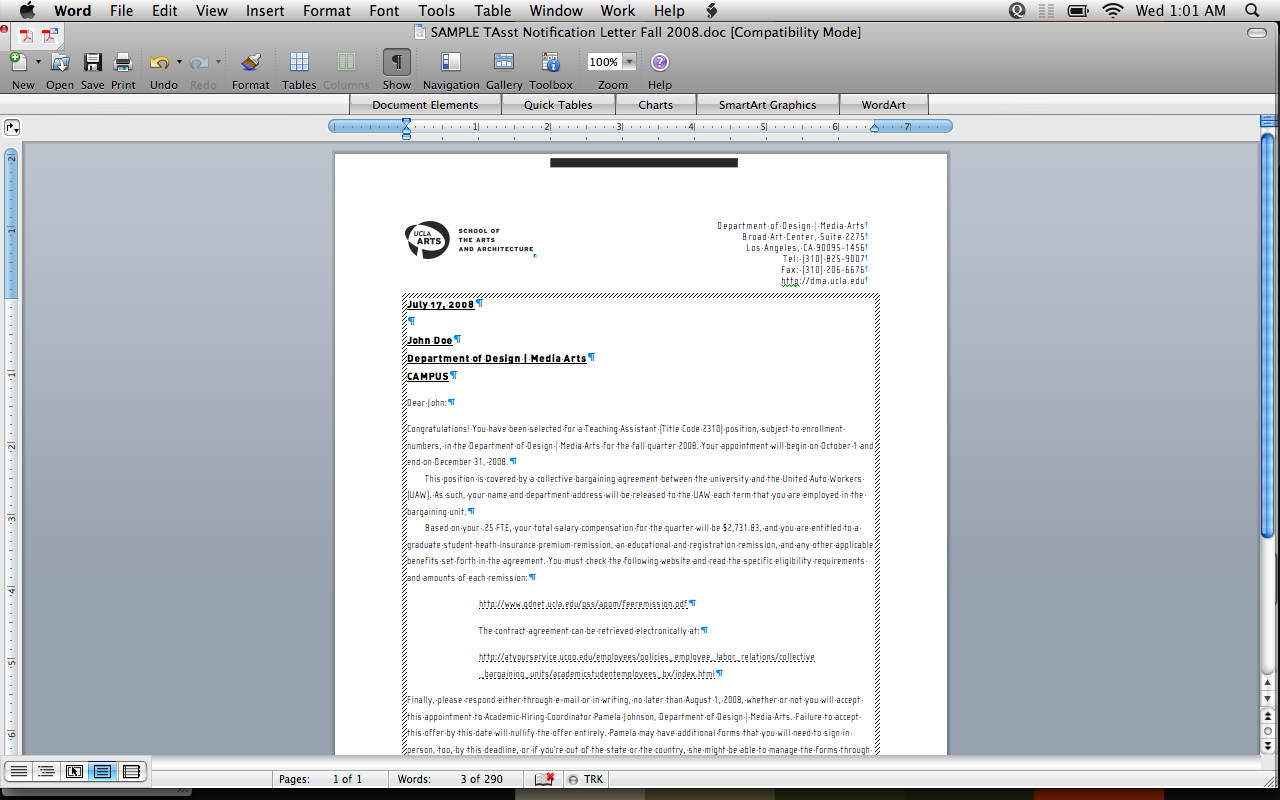 Word File Edit View Insert Format Font Tools Table Window Work Help Wed 1:01 AM
SAMPLE TAsst Notification Letter Fall 2008.doc [Compatibility Mode]
100%
New Open Save Print Undo Redo Format Tables Columns Show Navigation Gallery Toolbox Zoom Help
Document Elements Quick Tables Charts SmartArt Graphics WordArt
1 2 3 4 5 6 7
UCLA ARTS
SCHOOL OF
THE ARTS
AND ARCHITECTURE
Department of Design | Media Arts¶
Broad Art Center, Suite 2275¶
Los Angeles, CA 90095-1456¶
Tel: [310] 825-9007¶
Fax: [310] 206-6676¶
http://dma.ucla.edu¶
July 17, 2008¶
¶
John Doe¶
Department of Design | Media Arts¶
CAMPUS¶
Dear John:¶
Congratulations! You have been selected for a Teaching Assistant [Title Code 2310] position, subject to enrollment
numbers, in the Department of Design | Media Arts for the fall quarter 2008. Your appointment will begin on October 1 and
end on December 31, 2008. ¶
This position is covered by a collective bargaining agreement between the university and the United Auto Workers
[UAW]. As such, your name and department address will be released to the UAW each term that you are employed in the
bargaining unit.¶
Based on your .25 FTE, your total salary compensation for the quarter will be $2,731.83, and you are entitled to a
graduate student heath insurance premium remission, an educational and registration remission, and any other applicable
benefits set forth in the agreement. You must check the following website and read the specific eligibility requirements
and amounts of each remission:¶
http://www.gdnet.ucla.edu/gss/appm/feeremission.pdf¶
The contract agreement can be retrieved electronically at:¶
http://atyourservice.ucop.edu/employees/policies_employee_labor_relations/collective
_bargaining_units/academicstudentemployees_bx/index.html¶
Finally, please respond either through e-mail or in writing, no later than August 1, 2008, whether or not you will accept
this appointment to Academic Hiring Coordinator Pamela Johnson, Department of Design | Media Arts. Failure to accept
this offer by this date will nullify the offer entirely. Pamela may have additional forms that you will need to sign in
person, too, by this deadline, or if you're out of the state or the country, she might be able to manage the forms through
Pages: 1 of 1 Words: 3 of 290 TRK